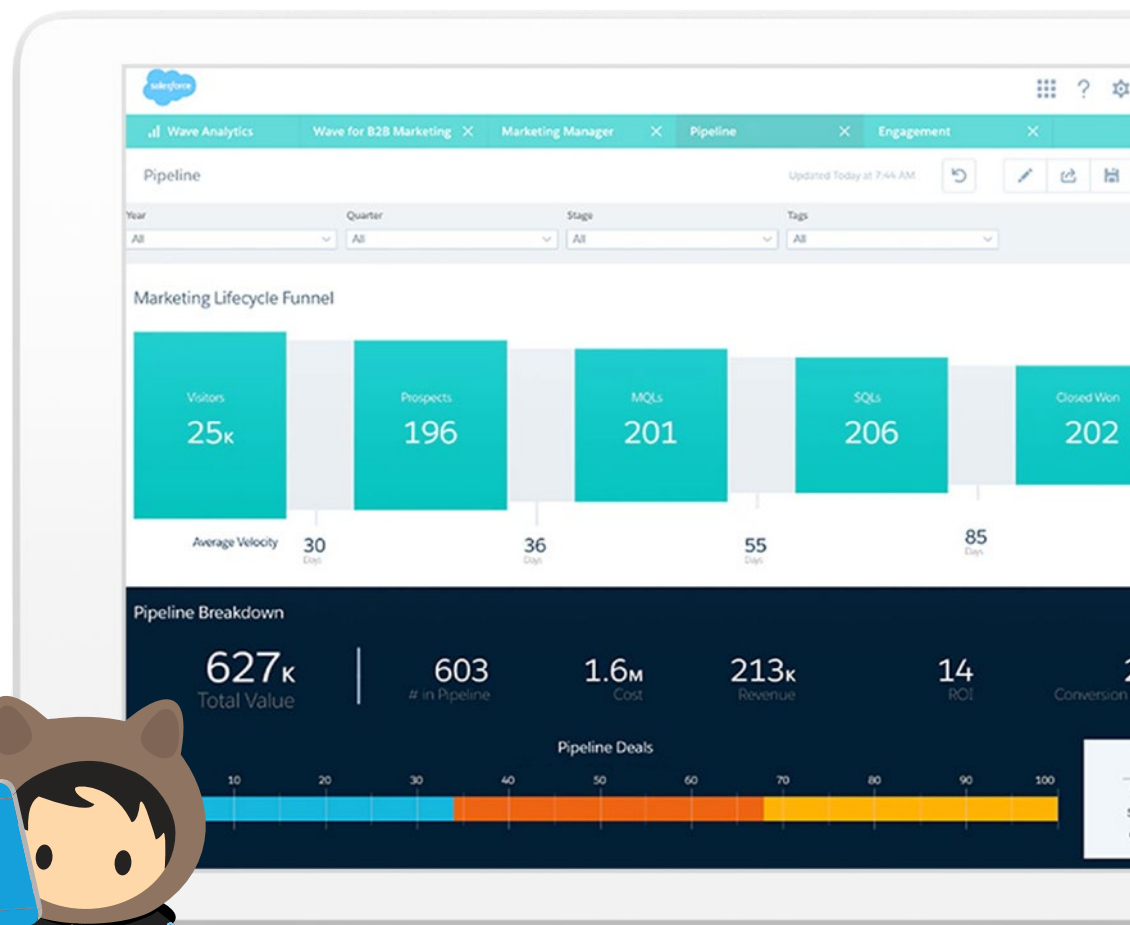 salesforce
Wave Analytics Wave for B2B Marketing Marketing Manager Pipeline Engagement
Pipeline Updated Today at 7:44 AM
Year Quarter Stage Tags
All All All All
Marketing Lifecycle Funnel
Visitors Prospects MQLs SQLs Closed Won
25K 196 201 206 202
Average Velocity 30 36 55 85
Days Days Days Days
Pipeline Breakdown
627K 603 1.6M 213K 14
Total Value # in Pipeline Cost Revenue ROI Conversion
Pipeline Deals
10 20 30 40 50 60 70 80 90 100